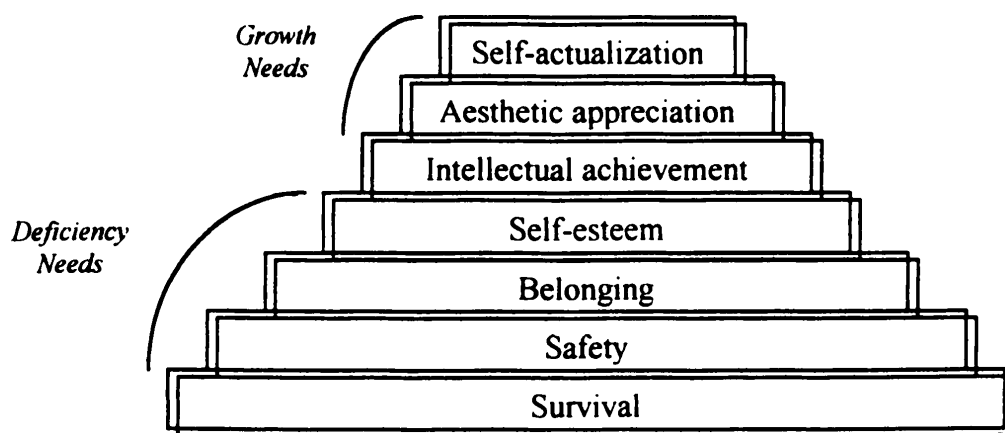 Growth
Needs
Self-actualization
Aesthetic appreciation
Intellectual achievement
Deficiency
Needs
Self-esteem
Belonging
Safety
Survival